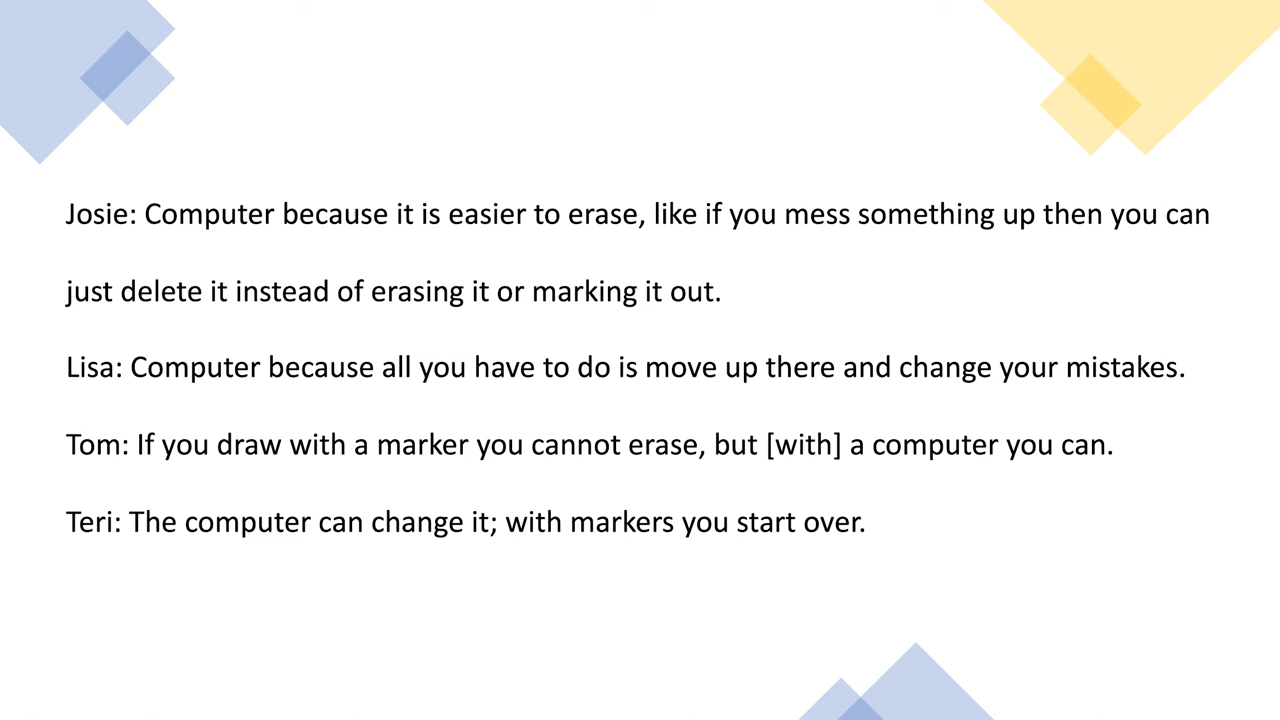 Josie: Computer because it is easier to erase, like if you mess something up then you can
just delete it instead of erasing it or marking it out.
Lisa: Computer because all you have to do is move up there and change your mistakes.
Tom: If you draw with a marker you cannot erase, but [with] a computer you can.
Teri: The computer can change it; with markers you start over.